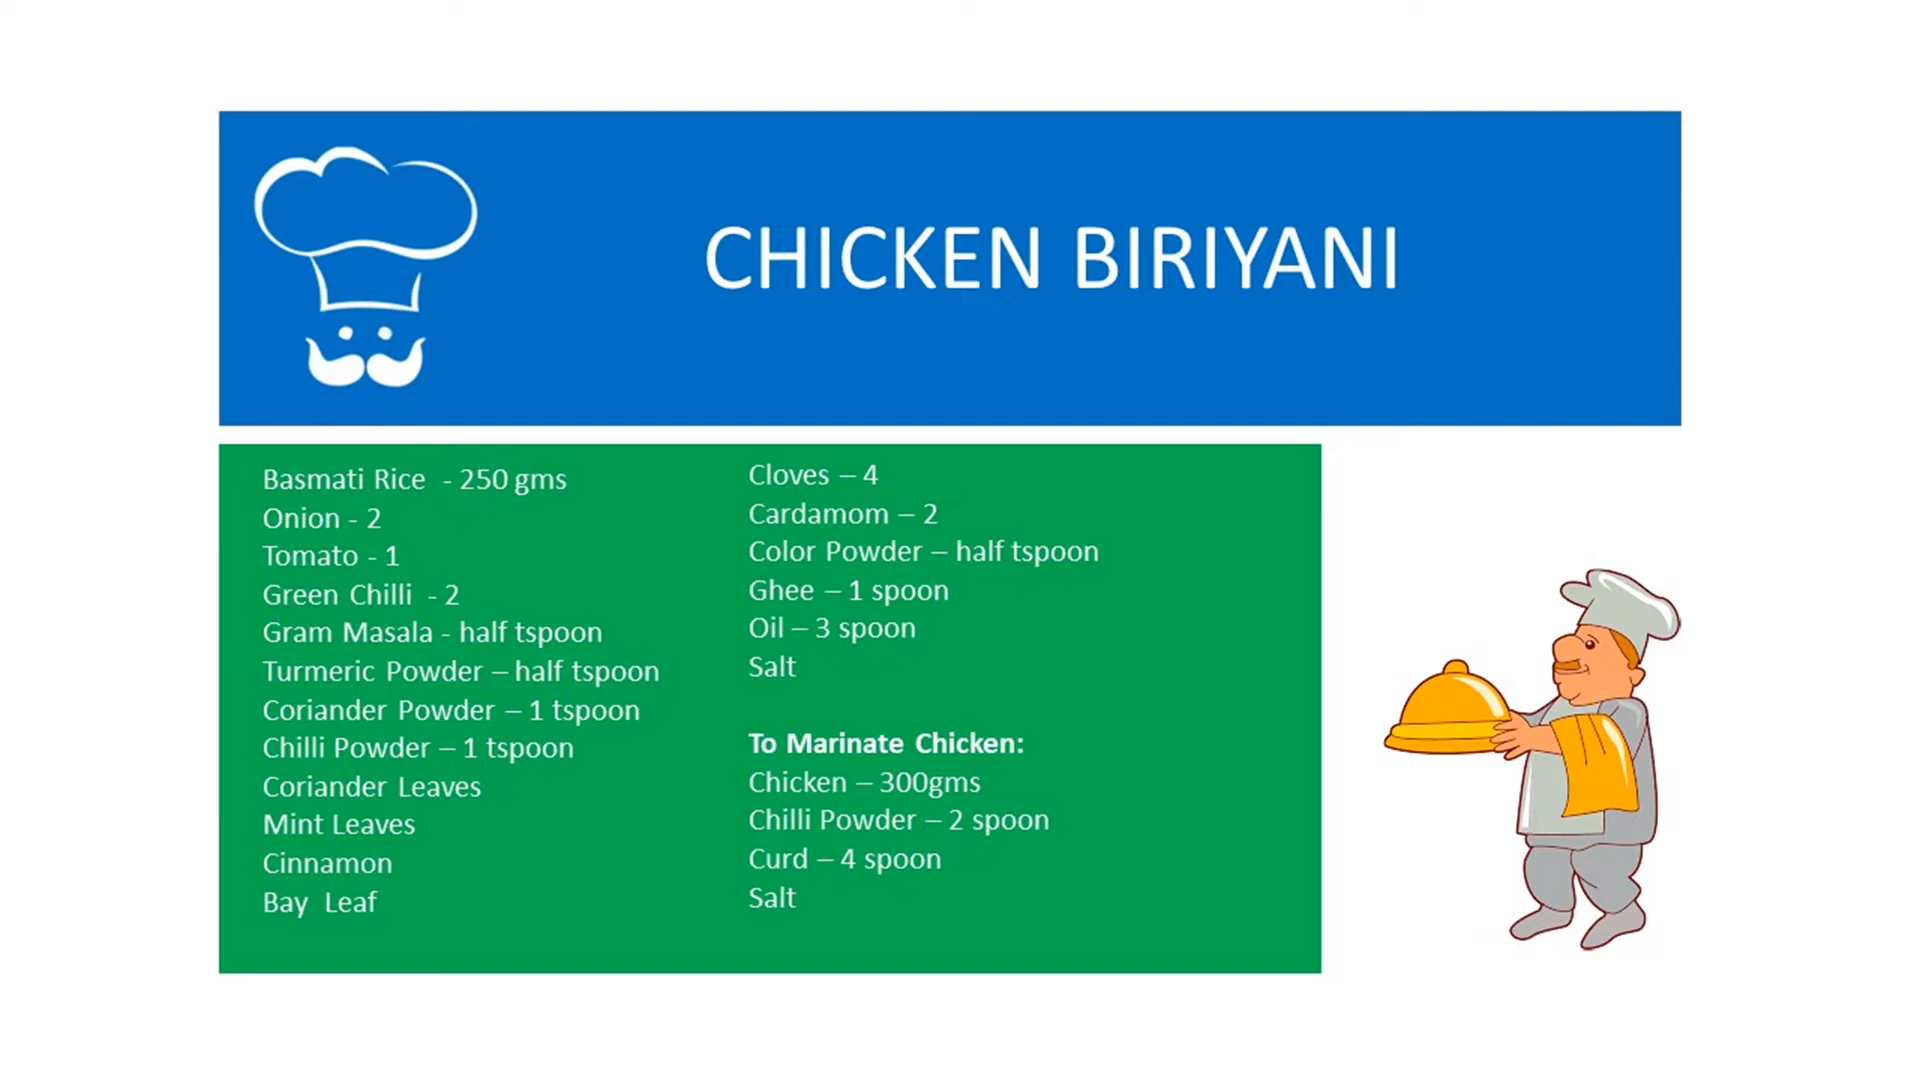 CHICKEN BIRIYANI
Basmati Rice - 250 gms
Onion - 2
Tomato - 1
Green Chilli - 2
Gram Masala - half tspoon
Turmeric Powder – half tspoon
Coriander Powder – 1 tspoon
Chilli Powder – 1 tspoon
Coriander Leaves
Mint Leaves
Cinnamon
Bay Leaf
Cloves – 4
Cardamom – 2
Color Powder – half tspoon
Ghee – 1 spoon
Oil – 3 spoon
Salt
To Marinate Chicken:
Chicken – 300gms
Chilli Powder – 2 spoon
Curd – 4 spoon
Salt